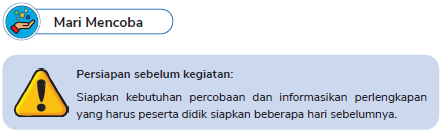 Mari Mencoba
Persiapan sebelum kegiatan:
Siapkan kebutuhan percobaan dan informasikan perlengkapan
yang harus peserta didik siapkan beberapa hari sebelumnya.